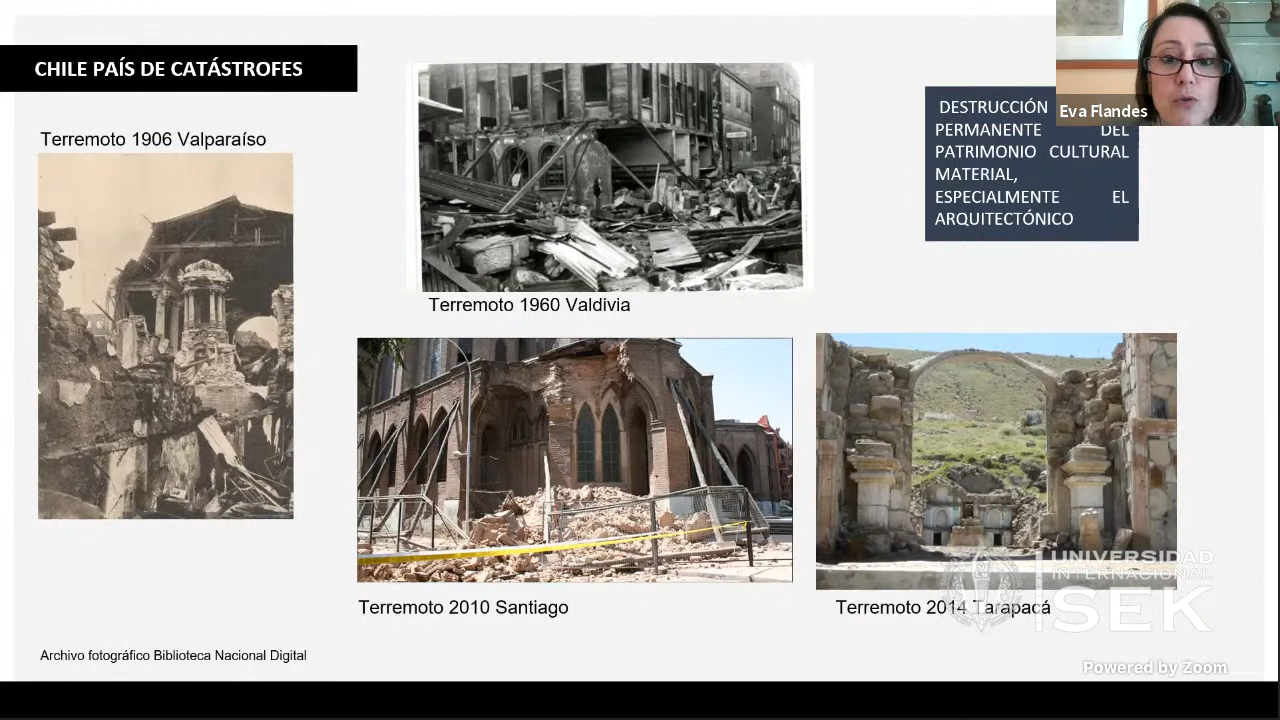 CHILE PAÍS DE CATÁSTROFES
Terremoto 1906 Valparaíso
Terremoto 1960 Valdivia
DESTRUCCIÓN
PERMANENTE DEL
PATRIMONIO CULTURAL
MATERIAL,
ESPECIALMENTE EL
ARQUITECTÓNICO
Eva Flandes
Terremoto 2010 Santiago
Terremoto 2014 Tarapacá
Archivo fotográfico Biblioteca Nacional Digital
UNIVERSIDAD
INTERNACIONAL
SEK
Powered by Zoom